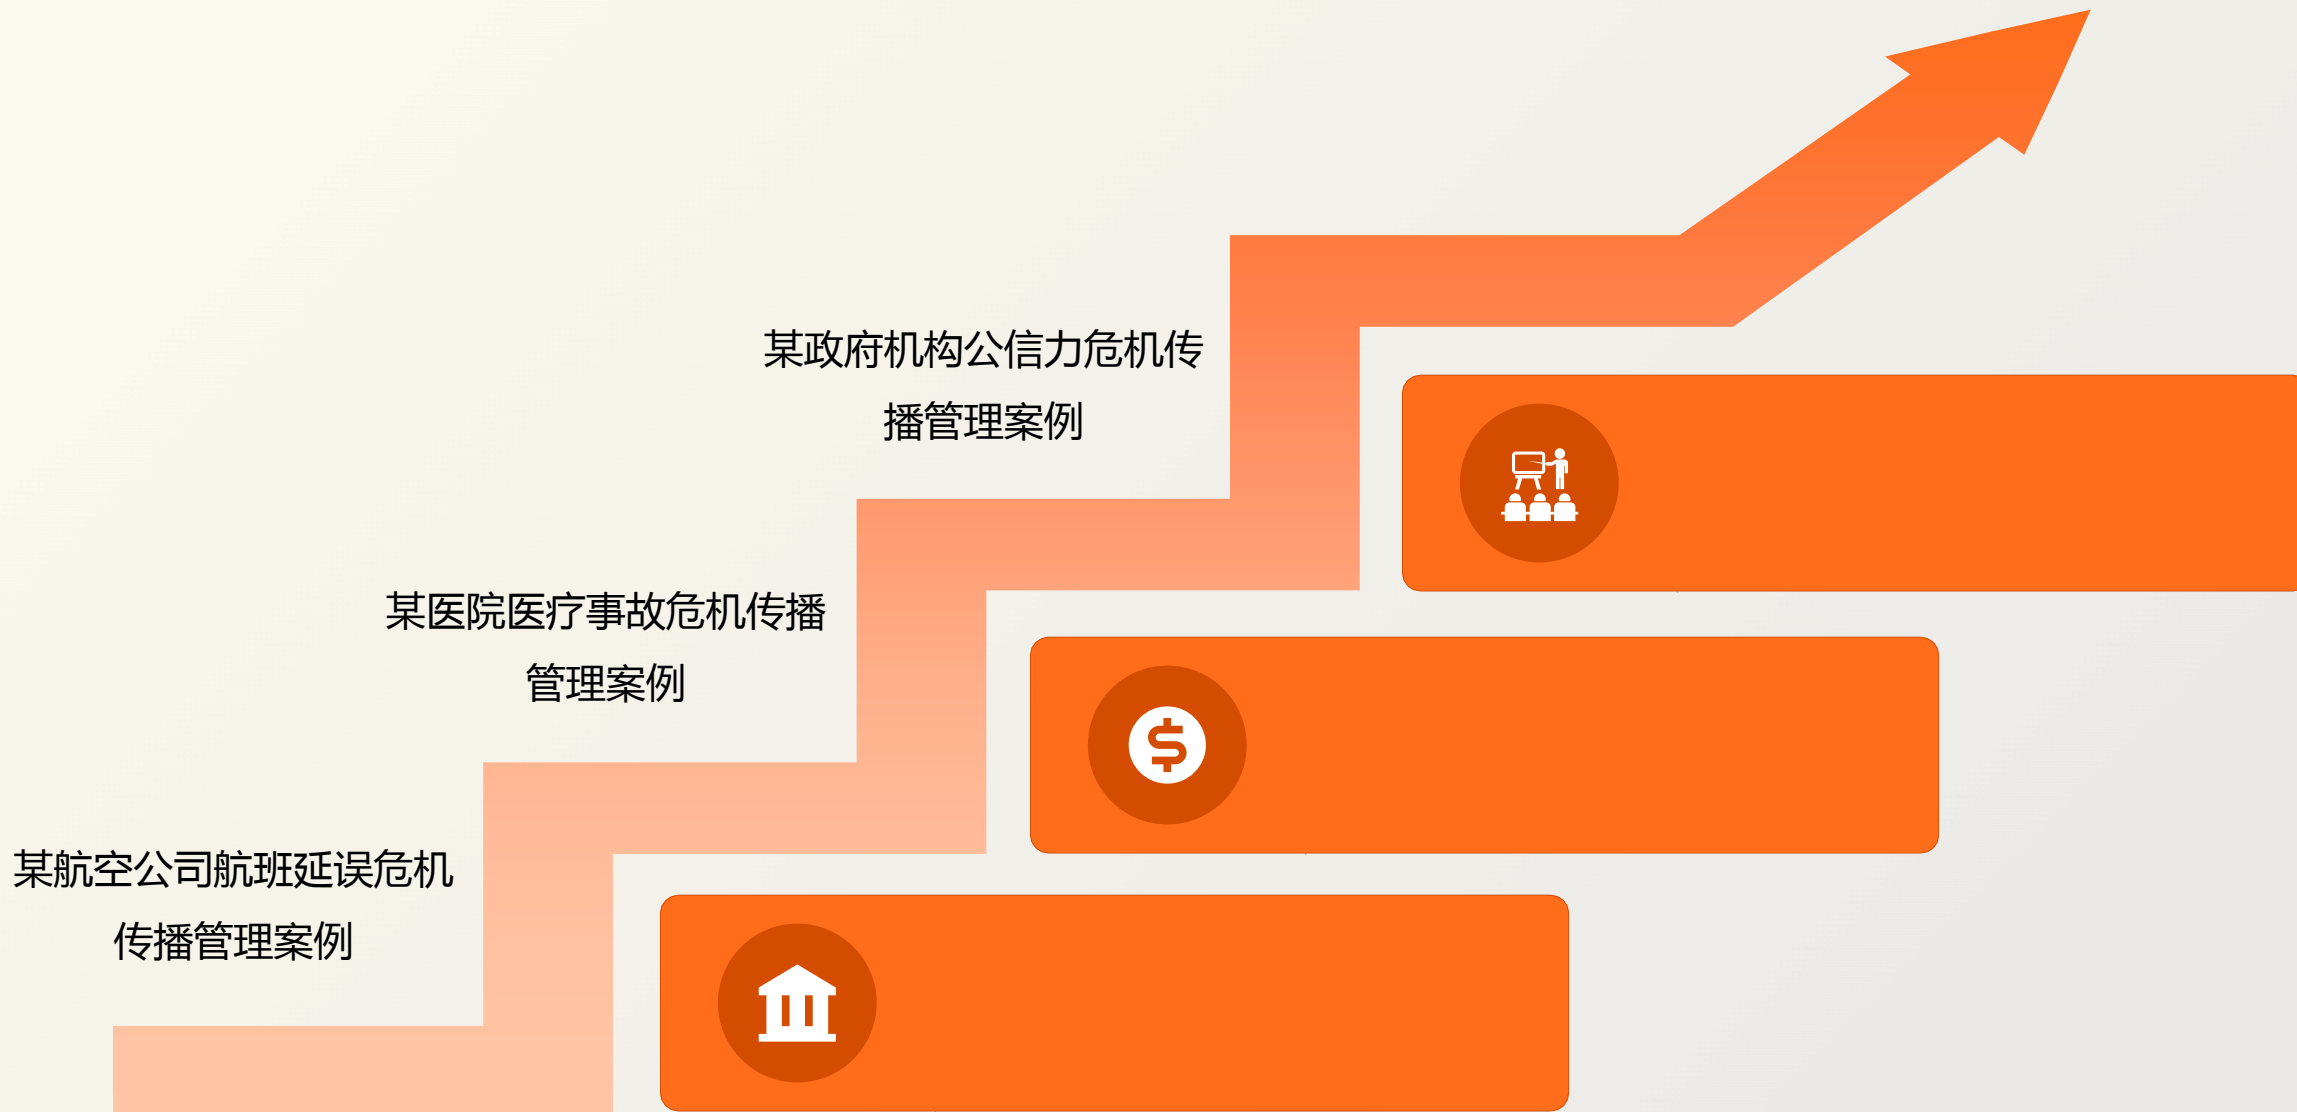 某政府机构公信力危机传
播管理案例
某医院医疗事故危机传播
管理案例
某航空公司航班延误危机
传播管理案例